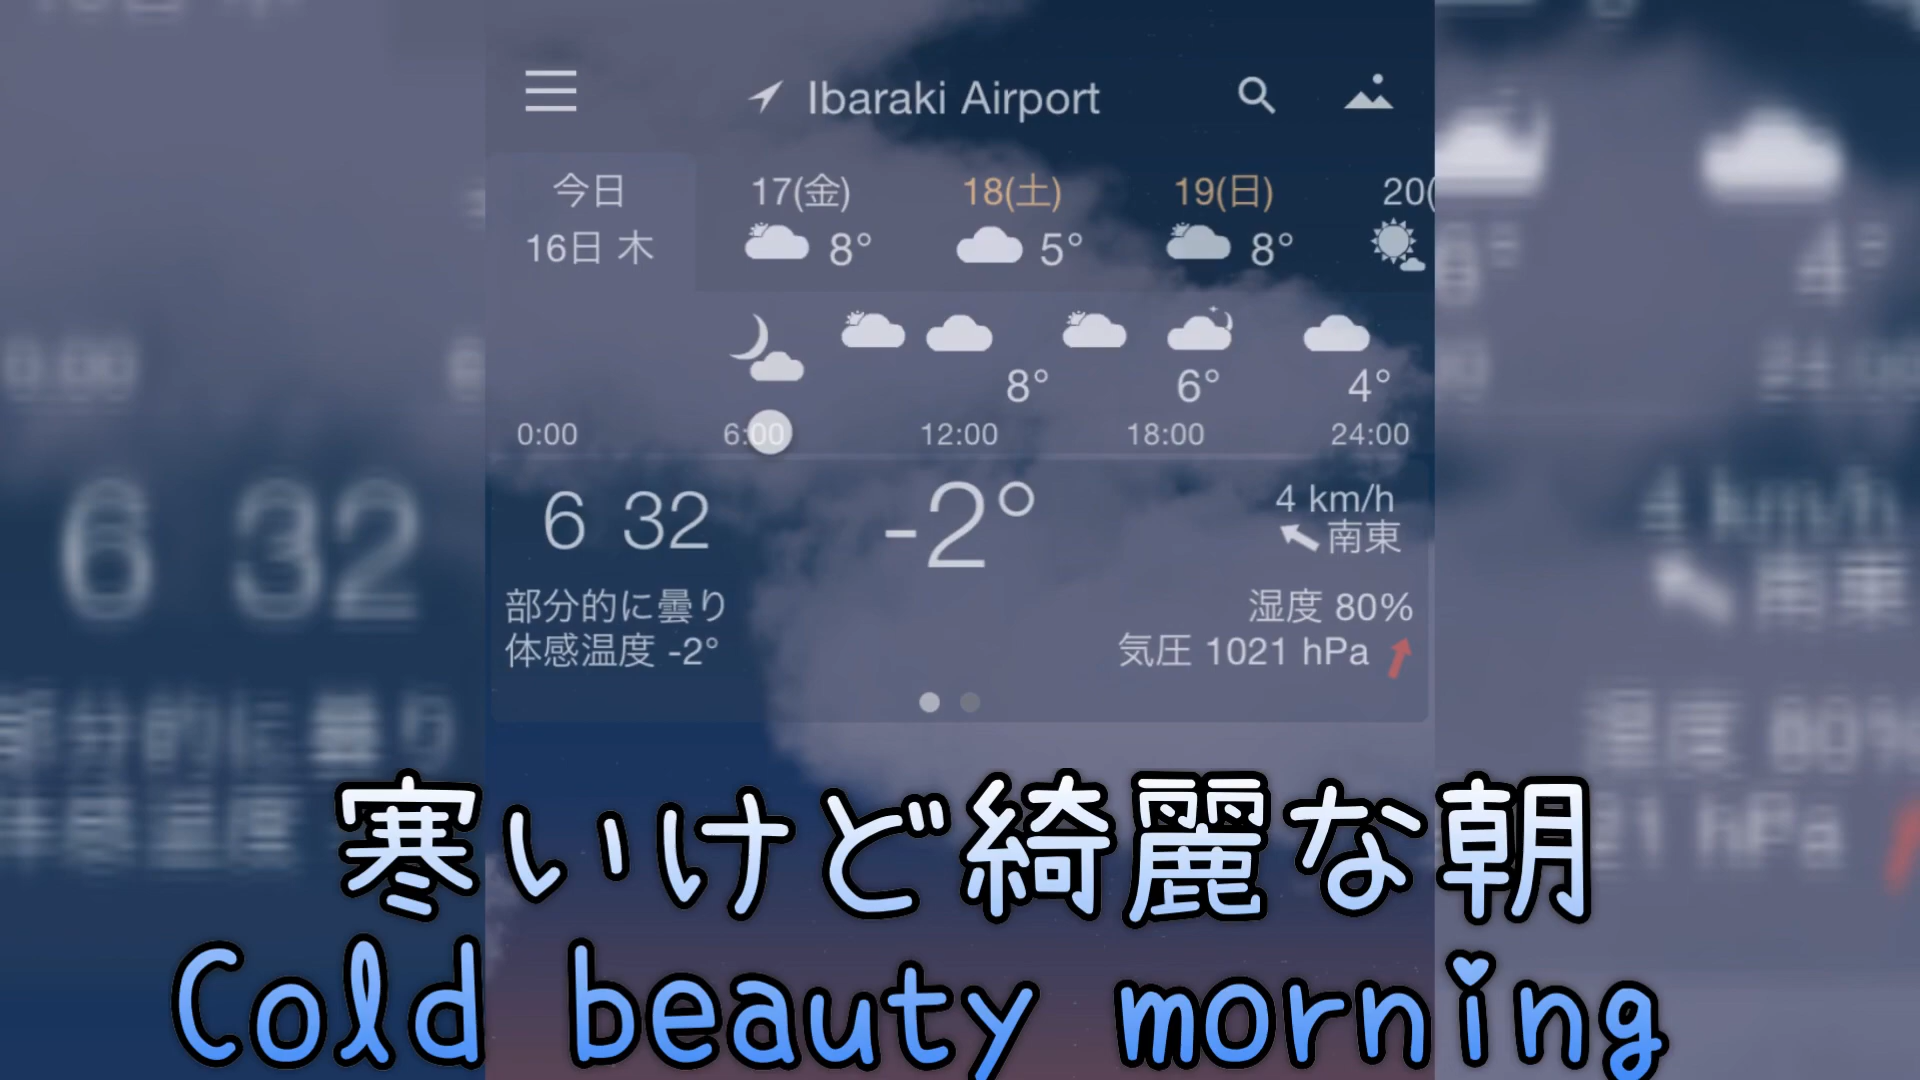 Ibaraki Airport
今日
16日 木
17(金)
8°
18(土)
5°
19(日)
8°
20(
8°
6°
4°
0:00
6:00
12:00
18:00
24:00
6 32
-2°
4 km/h
南東
部分的に曇り
体感温度 -2°
湿度 80%
気圧 1021 hPa
寒いけど綺麗な朝
Cold beauty morning